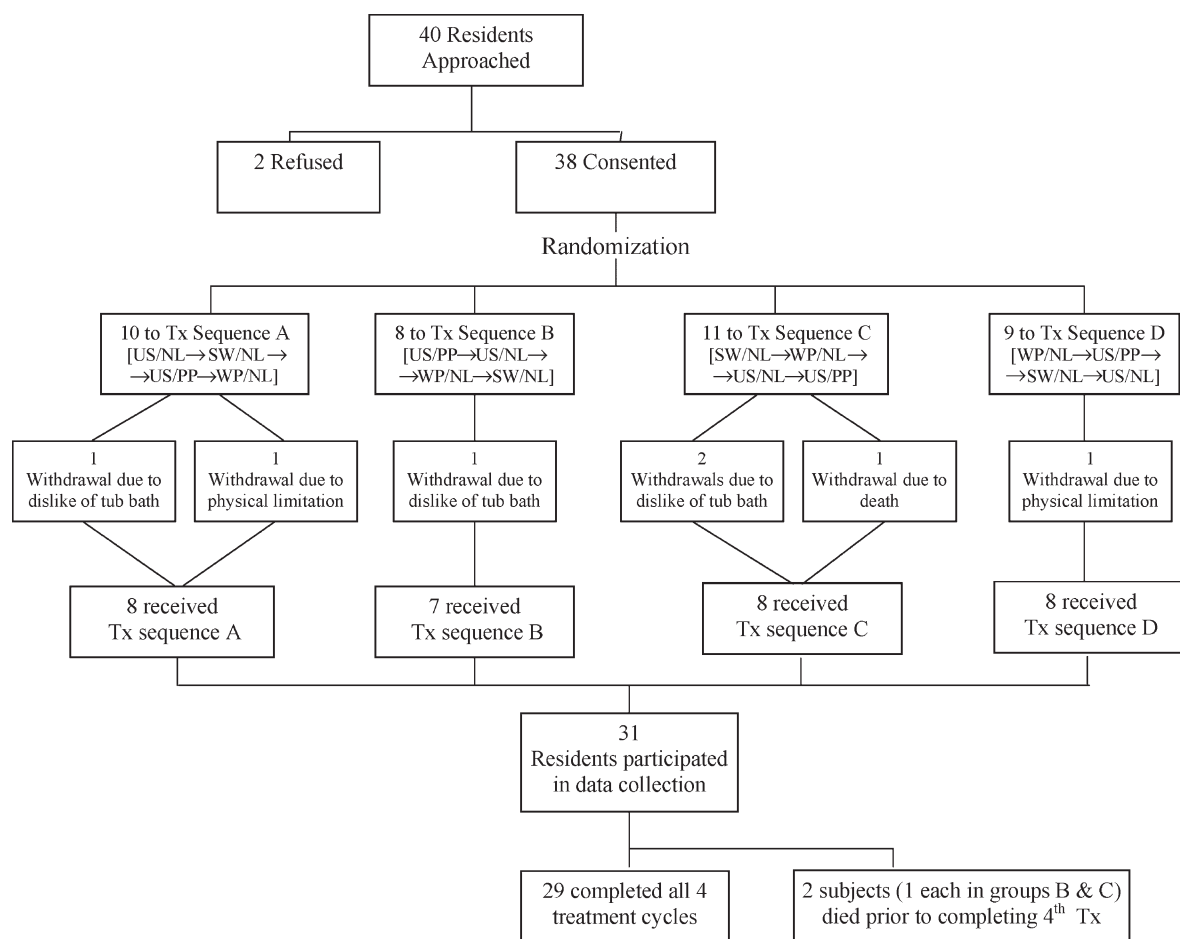 40 Residents
Approached
2 Refused
38 Consented
Randomization
10 to Tx Sequence A
[US/NL→SW/NL→
→US/PP→WP/NL]
8 to Tx Sequence B
[US/PP→US/NL→
→WP/NL→SW/NL]
11 to Tx Sequence C
[SW/NL→WP/NL→
→US/NL→US/PP]
9 to Tx Sequence D
[WP/NL→US/PP→
→SW/NL→US/NL]
1
Withdrawal due to
dislike of tub bath
1
Withdrawal due to
physical limitation
1
Withdrawal due to
dislike of tub bath
2
Withdrawals due to
dislike of tub bath
1
Withdrawal due to
death
1
Withdrawal due to
physical limitation
8 received
Tx sequence A
7 received
Tx sequence B
8 received
Tx sequence C
8 received
Tx sequence D
31
Residents participated
in data collection
29 completed all 4
treatment cycles
2 subjects (1 each in groups B & C)
died prior to completing 4th Tx